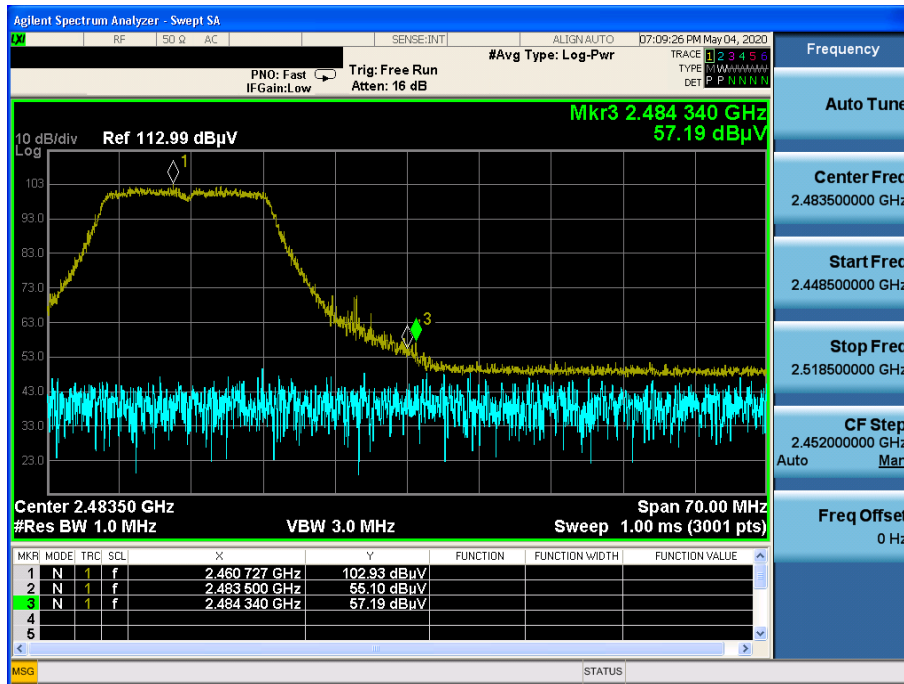 Agilent Spectrum Analyzer - Swept SA
LXI RF 50 Ω AC SENSE:INT ALIGN AUTO 07:09:26 PM May 04, 2020
#Avg Type: Log-Pwr TRACE 1 2 3 4 5 6
PNO: Fast Trig: Free Run TYPE M WWWWW
IFGain:Low Atten: 16 dB DET P P N N N N
Mkr3 2.484 340 GHz
57.19 dBµV
10 dB/div Ref 112.99 dBµV
Log
1
103
93.0
83.0
73.0
63.0
3
53.0
43.0
33.0
23.0
Center 2.48350 GHz Span 70.00 MHz
#Res BW 1.0 MHz VBW 3.0 MHz Sweep 1.00 ms (3001 pts)
MKR MODE TRC SCL X Y FUNCTION FUNCTION WIDTH FUNCTION VALUE
1 N 1 f 2.460 727 GHz 102.93 dBµV
2 N 1 f 2.483 500 GHz 55.10 dBµV
3 N 1 f 2.484 340 GHz 57.19 dBµV
4
5
MSG STATUS
Frequency
Auto Tune
Center Freq
2.483500000 GHz
Start Freq
2.448500000 GHz
Stop Freq
2.518500000 GHz
CF Step
2.452000000 GHz
Auto Man
Freq Offset
0 Hz